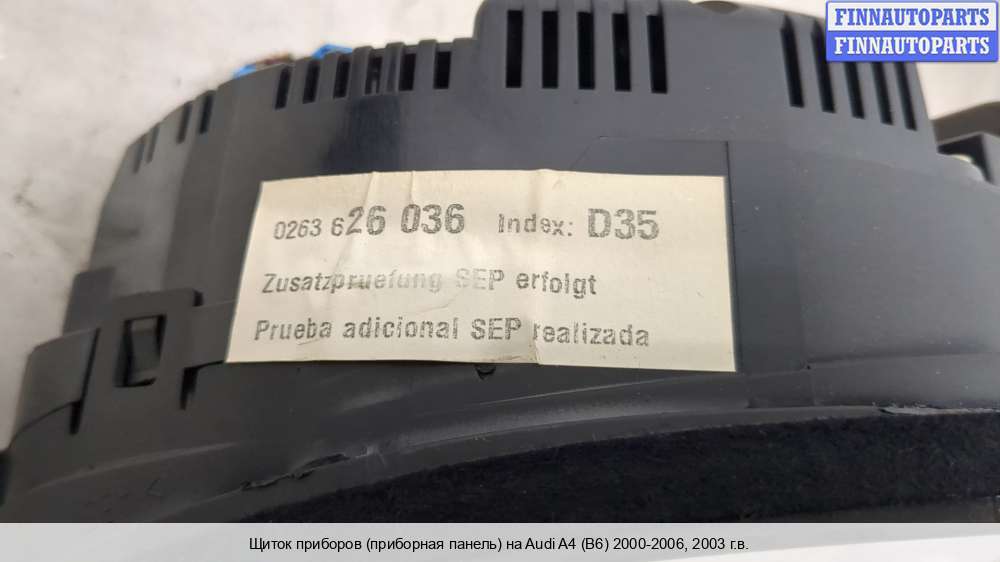 FINNAUTOPARTS
FINNAUTOPARTS
0263 626 036 Index: D35
Zusatzpruefung SEP erfolgt
Prueba adicional SEP realizada
Щиток приборов (приборная панель) на Audi A4 (B6) 2000-2006, 2003 г.в.